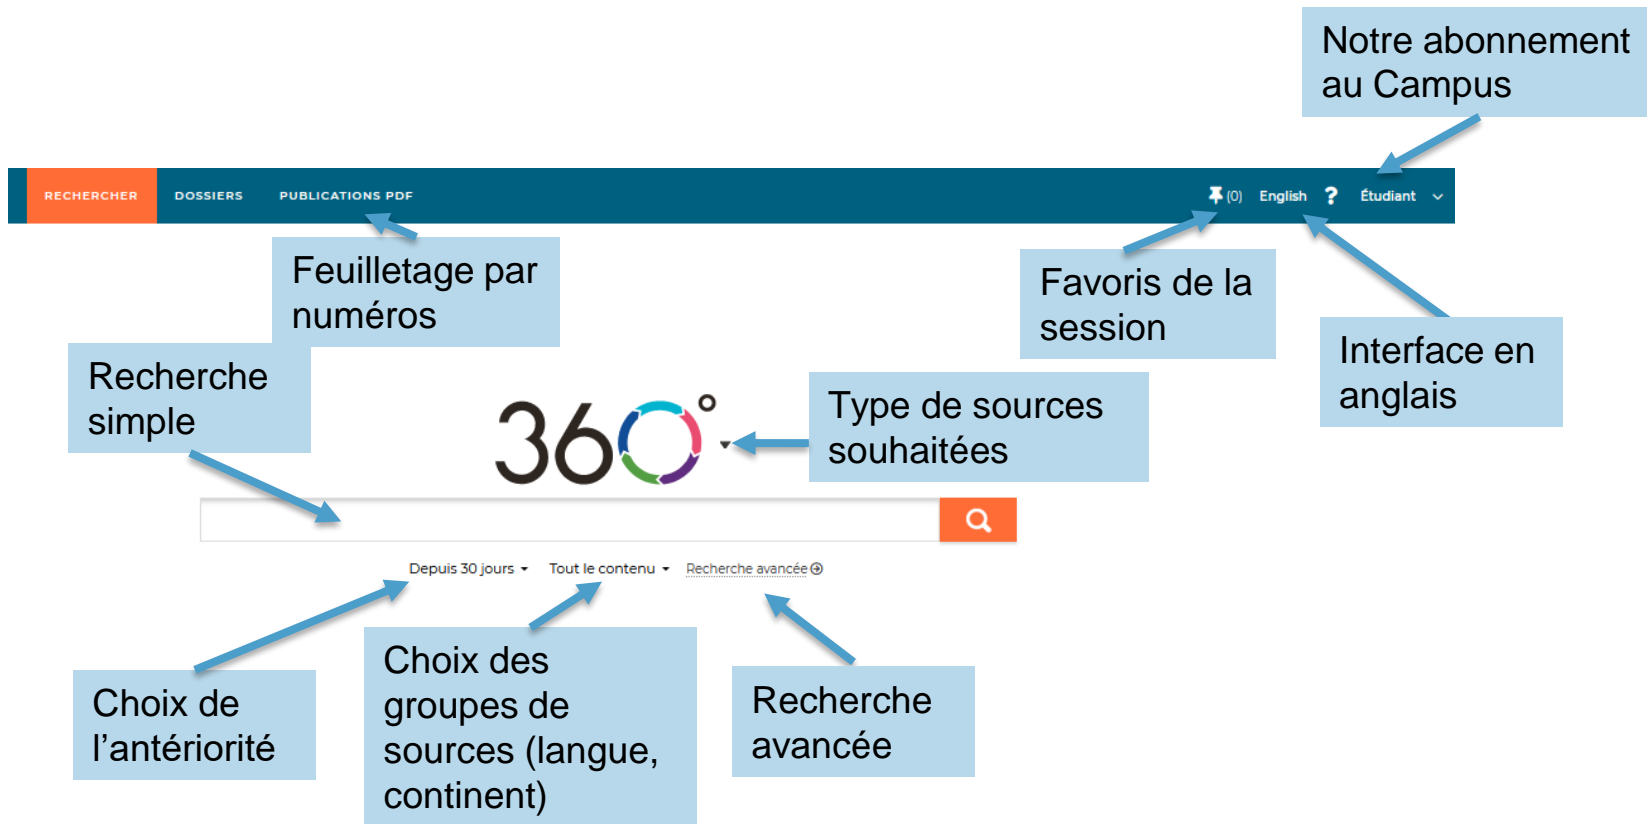 Notre abonnement
au Campus
RECHERCHER DOSSIERS PUBLICATIONS PDF (0) English ? Étudiant
Feuilletage par
numéros
Favoris de la
session
Interface en
anglais
Recherche
simple
360°
Type de sources
souhaitées
Depuis 30 jours Tout le contenu Recherche avancée
Choix de
l’antériorité
Choix des
groupes de
sources (langue,
continent)
Recherche
avancée